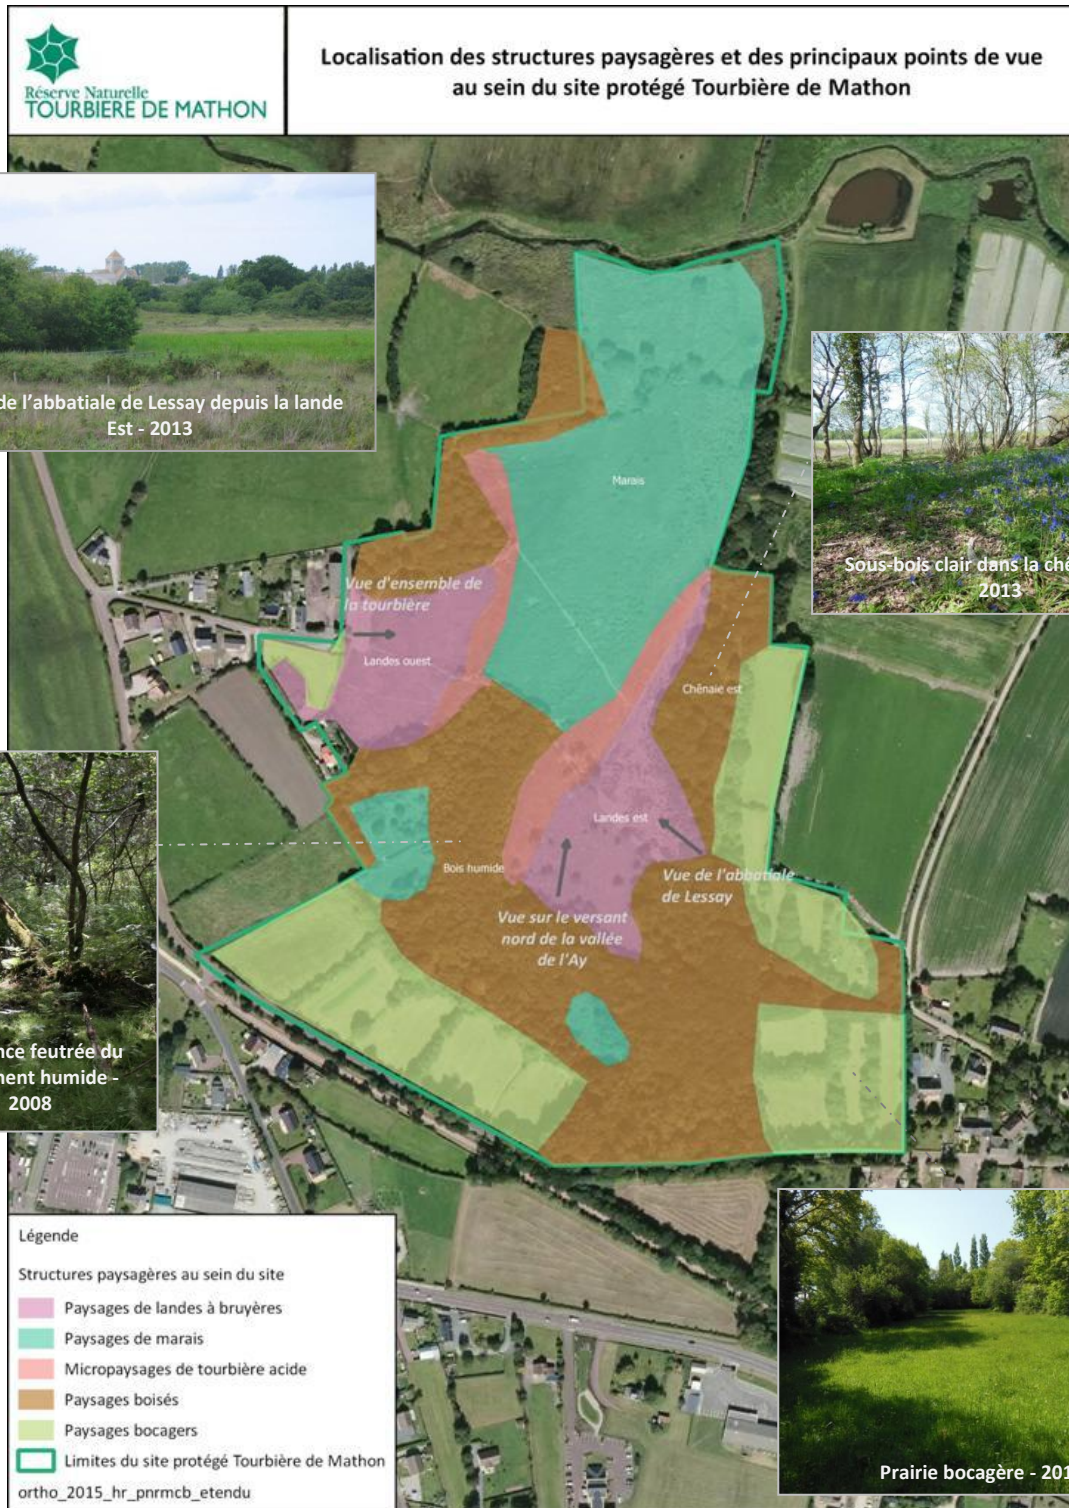 Réserve Naturelle
TOURBIÈRE DE MATHON
Localisation des structures paysagères et des principaux points de vue
au sein du site protégé Tourbière de Mathon
de l'abbatiale de Lessay depuis la lande
Est - 2013
Marais
Sous-bois clair dans la
2013
Vue d'ensemble de
la tourbière
Landes ouest
Chênaie est
Landes est
Bois humide
Vue de l'abbatiale
de Lessay
Vue sur le versant
nord de la vallée
de l'Ay
feutrée du
humide -
2008
Prairie bocagère -
Légende
Structures paysagères au sein du site
Paysages de landes à bruyères
Paysages de marais
Micropaysages de tourbière acide
Paysages boisés
Paysages bocagers
Limites du site protégé Tourbière de Mathon
ortho_2015_hr_pnrmcb_etendu